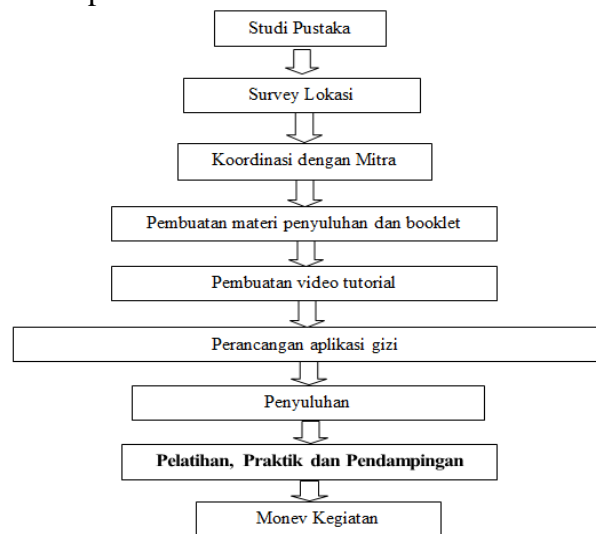 Studi Pustaka
Survey Lokasi
Koordinasi dengan Mitra
Pembuatan materi penyuluhan dan booklet
Pembuatan video tutorial
Perancangan aplikasi gizi
Penyuluhan
Pelatihan, Praktik dan Pendampingan
Monev Kegiatan